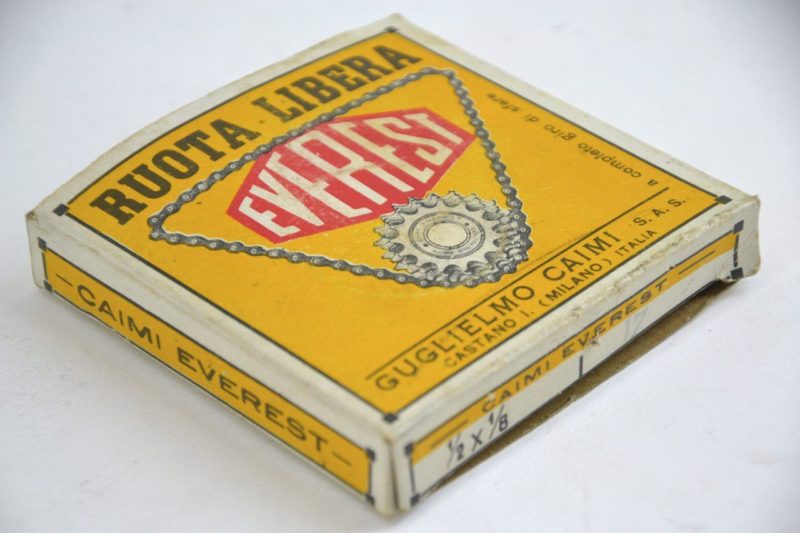 RUOTA LIBERA
EVEREST
a completo giro di sfere
GUGLIELMO CAIMI S.A.S.
CASTANO I. (MILANO) ITALIA
CAIMI EVEREST
CAIMI EVEREST
1/2 X 1/8